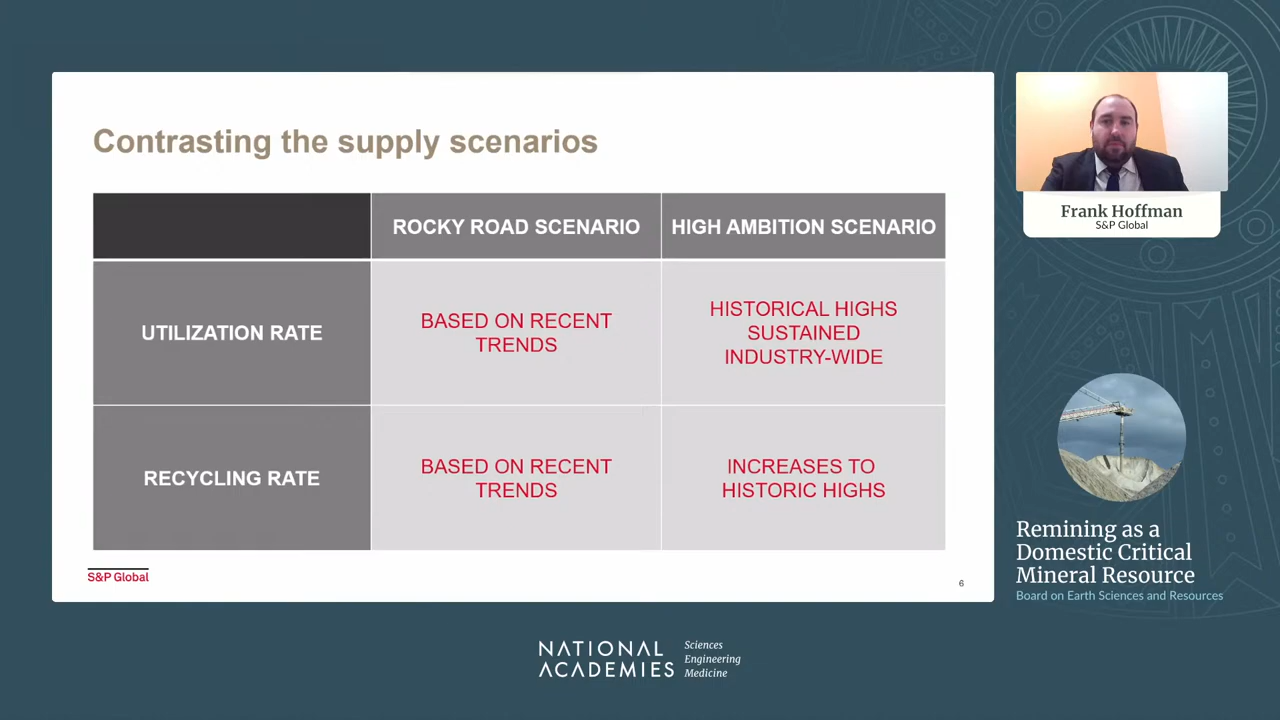 Contrasting the supply scenarios
ROCKY ROAD SCENARIO
HIGH AMBITION SCENARIO
UTILIZATION RATE
BASED ON RECENT
TRENDS
HISTORICAL HIGHS
SUSTAINED
INDUSTRY-WIDE
RECYCLING RATE
BASED ON RECENT
TRENDS
INCREASES TO
HISTORIC HIGHS
S&P Global
6
Frank Hoffman
S&P Global
Remining as a
Domestic Critical
Mineral Resource
Board on Earth Sciences and Resources
NATIONAL
ACADEMIES
Sciences
Engineering
Medicine